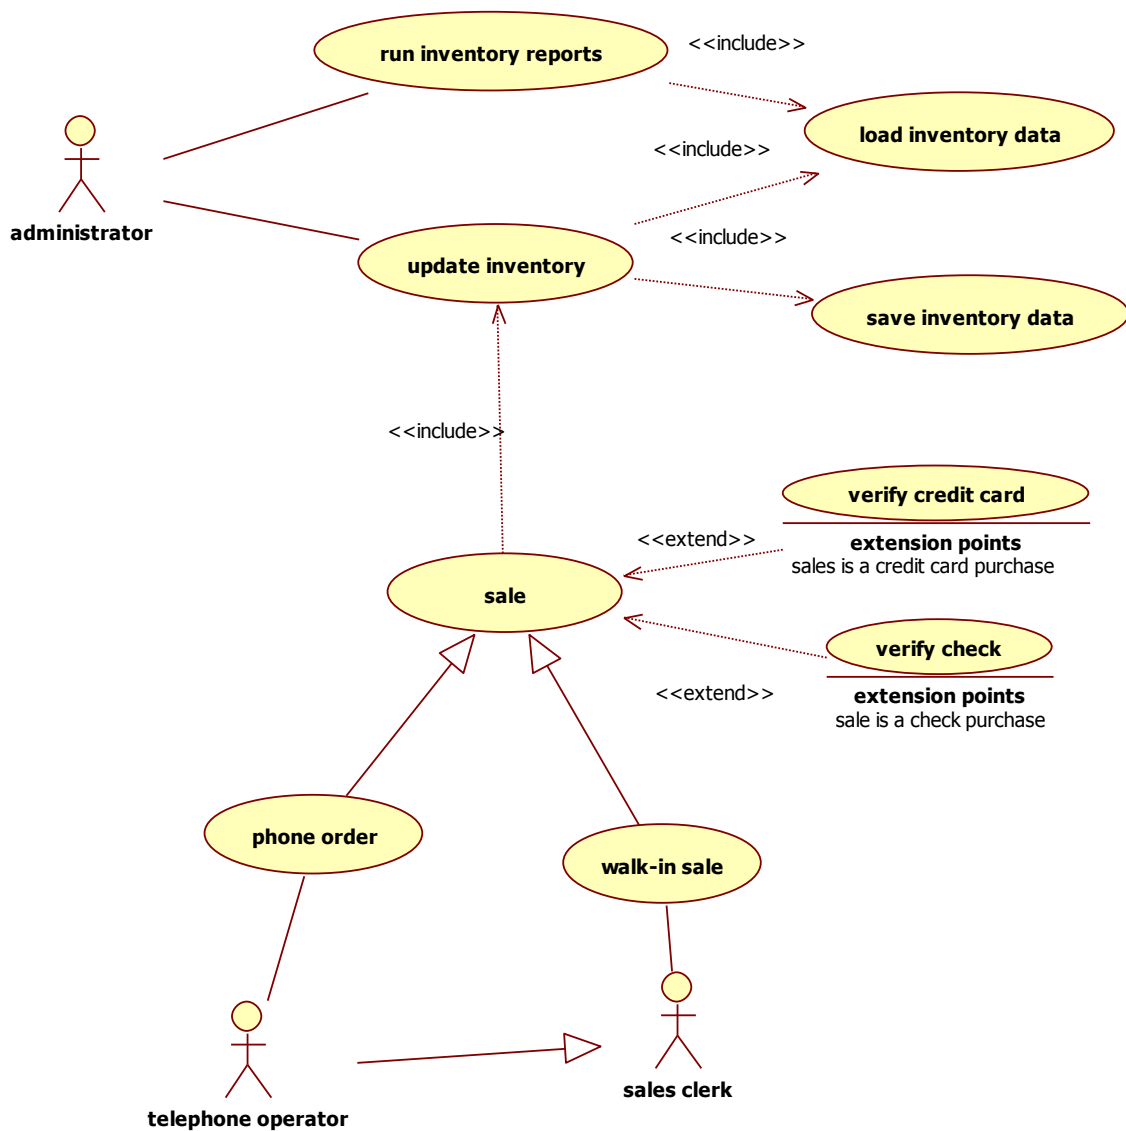 run inventory reports
<<include>>
load inventory data
<<include>>
administrator
<<include>>
update inventory
save inventory data
<<include>>
verify credit card
<<extend>>
extension points
sales is a credit card purchase
sale
verify check
<<extend>>
extension points
sale is a check purchase
phone order
walk-in sale
sales clerk
telephone operator